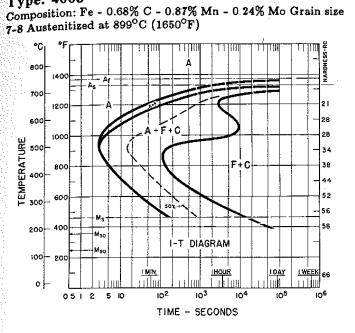 Type: 4068
Composition: Fe - 0.68% C - 0.87% Mn - 0.24% Mo Grain size
7-8 Austenitized at 899°C (1650°F)
°C °F
800
700
600
500
400
300
200
100
0
1400
1200
1000
800
600
400
200
TEMPERATURE
A
As Af
A
A + F + C
F + C
50%
Ms
M50
M90
I-T DIAGRAM
HARDNESS-RC
21
28
28
34
39
44
52
56
58
66
1 MIN. 1 HOUR 1 DAY 1 WEEK
0.5 1 2 5 10 10² 10³ 10⁴ 10⁵ 10⁶
TIME – SECONDS